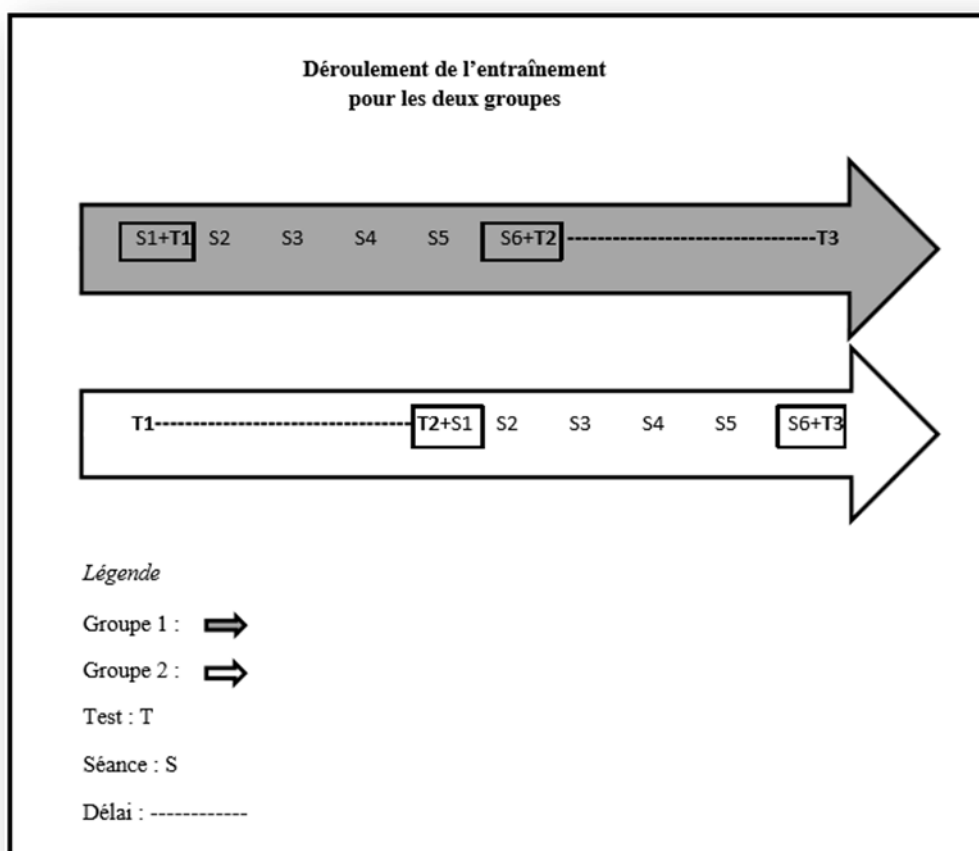 Déroulement de l'entraînement
pour les deux groupes
S1+T1 S2 S3 S4 S5 S6+T2 ----------------------------------T3
T1-----------------------------------T2+S1 S2 S3 S4 S5 S6+T3
Légende
Groupe 1 :
Groupe 2 :
Test : T
Séance : S
Délai : ------------